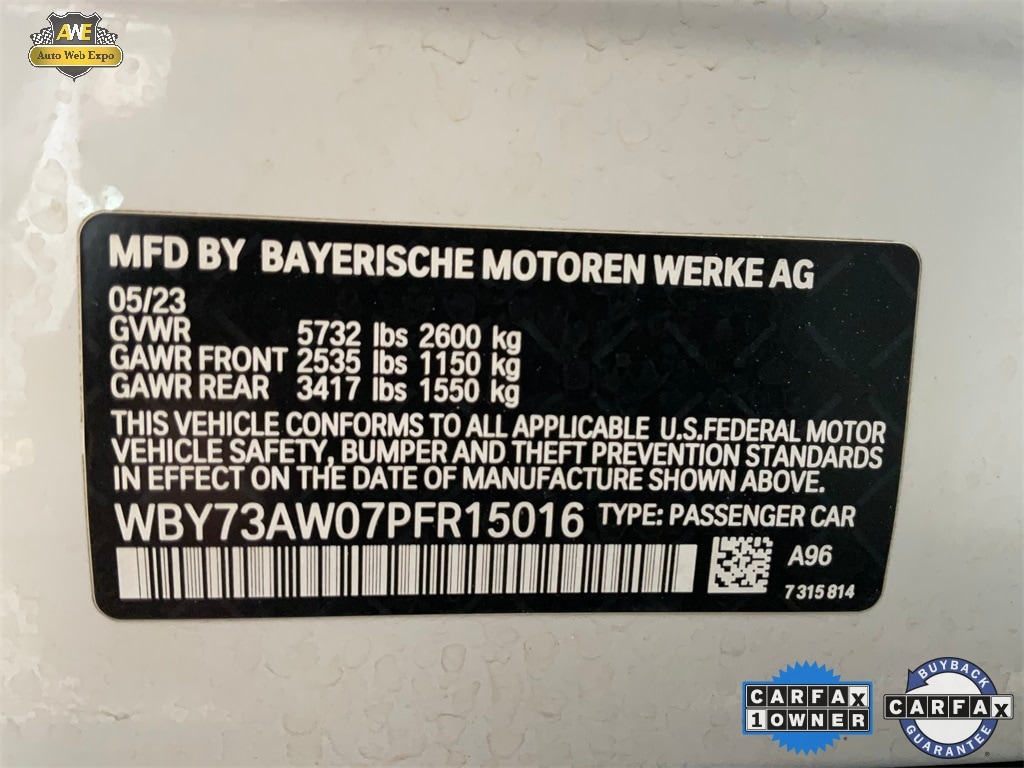 AWE
Auto Web Expo
MFD BY BAYERISCHE MOTOREN WERKE AG
05/23
GVWR 5732 lbs 2600 kg
GAWR FRONT 2535 lbs 1150 kg
GAWR REAR 3417 lbs 1550 kg
THIS VEHICLE CONFORMS TO ALL APPLICABLE U.S.FEDERAL MOTOR
VEHICLE SAFETY, BUMPER AND THEFT PREVENTION STANDARDS
IN EFFECT ON THE DATE OF MANUFACTURE SHOWN ABOVE.
WBY73AW07PFR15016 TYPE: PASSENGER CAR
A96
7 315 814
CARFAX
1 OWNER
BUYBACK
CARFAX
GUARANTEE